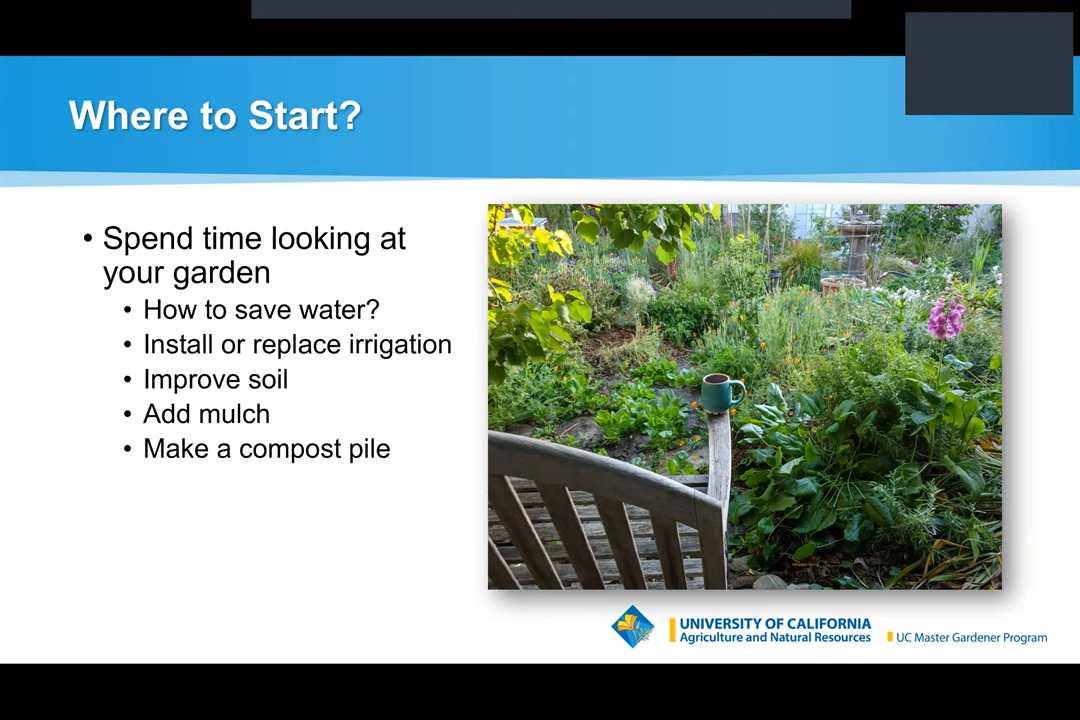 Where to Start?
• Spend time looking at
your garden
• How to save water?
• Install or replace irrigation
• Improve soil
• Add mulch
• Make a compost pile
UNIVERSITY OF CALIFORNIA
Agriculture and Natural Resources
UC Master Gardener Program